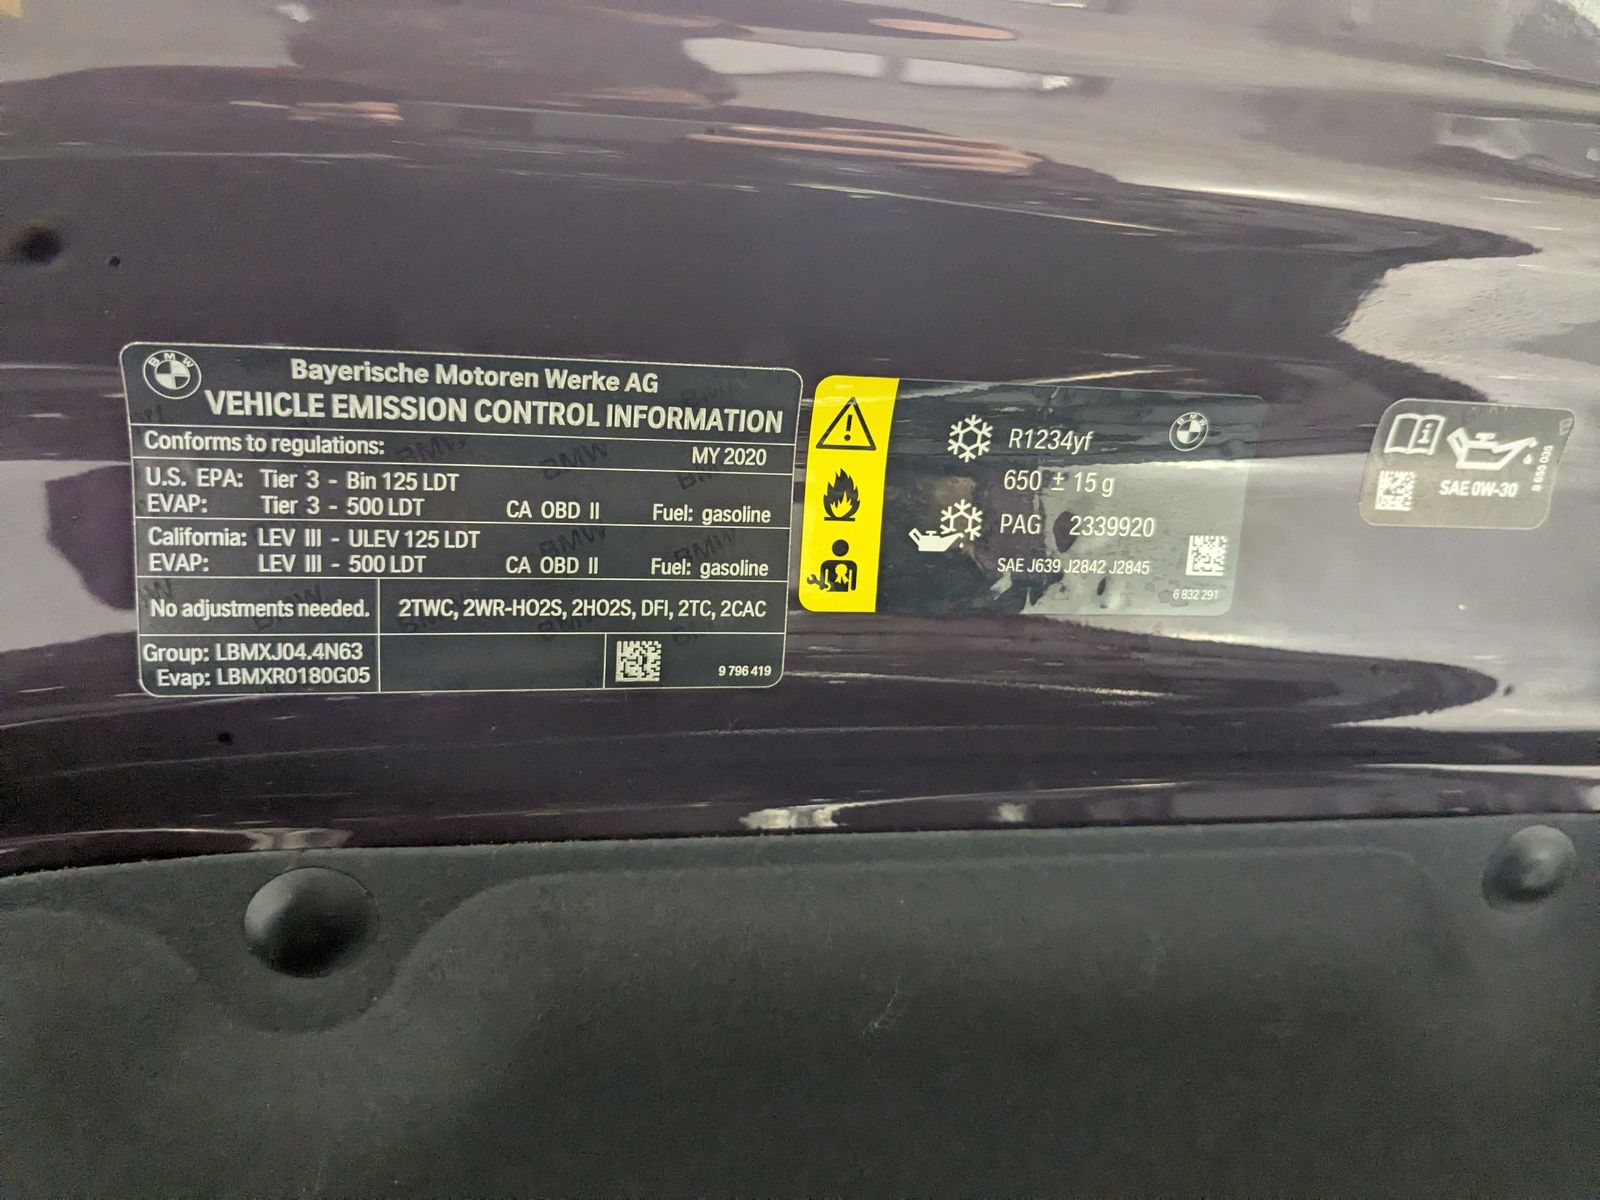 BMW
Bayerische Motoren Werke AG
VEHICLE EMISSION CONTROL INFORMATION
Conforms to regulations: MY 2020
U.S. EPA: Tier 3 - Bin 125 LDT
EVAP: Tier 3 - 500 LDT CA OBD II Fuel: gasoline
California: LEV III - ULEV 125 LDT
EVAP: LEV III - 500 LDT CA OBD II Fuel: gasoline
No adjustments needed. 2TWC, 2WR-HO2S, 2HO2S, DFI, 2TC, 2CAC
Group: LBMXJ04.4N63
Evap: LBMXR0180G05
9 796 419
R1234yf
BMW
650 ± 15 g
PAG 2339920
SAE J639 J2842 J2845
6 832 291
SAE 0W-30